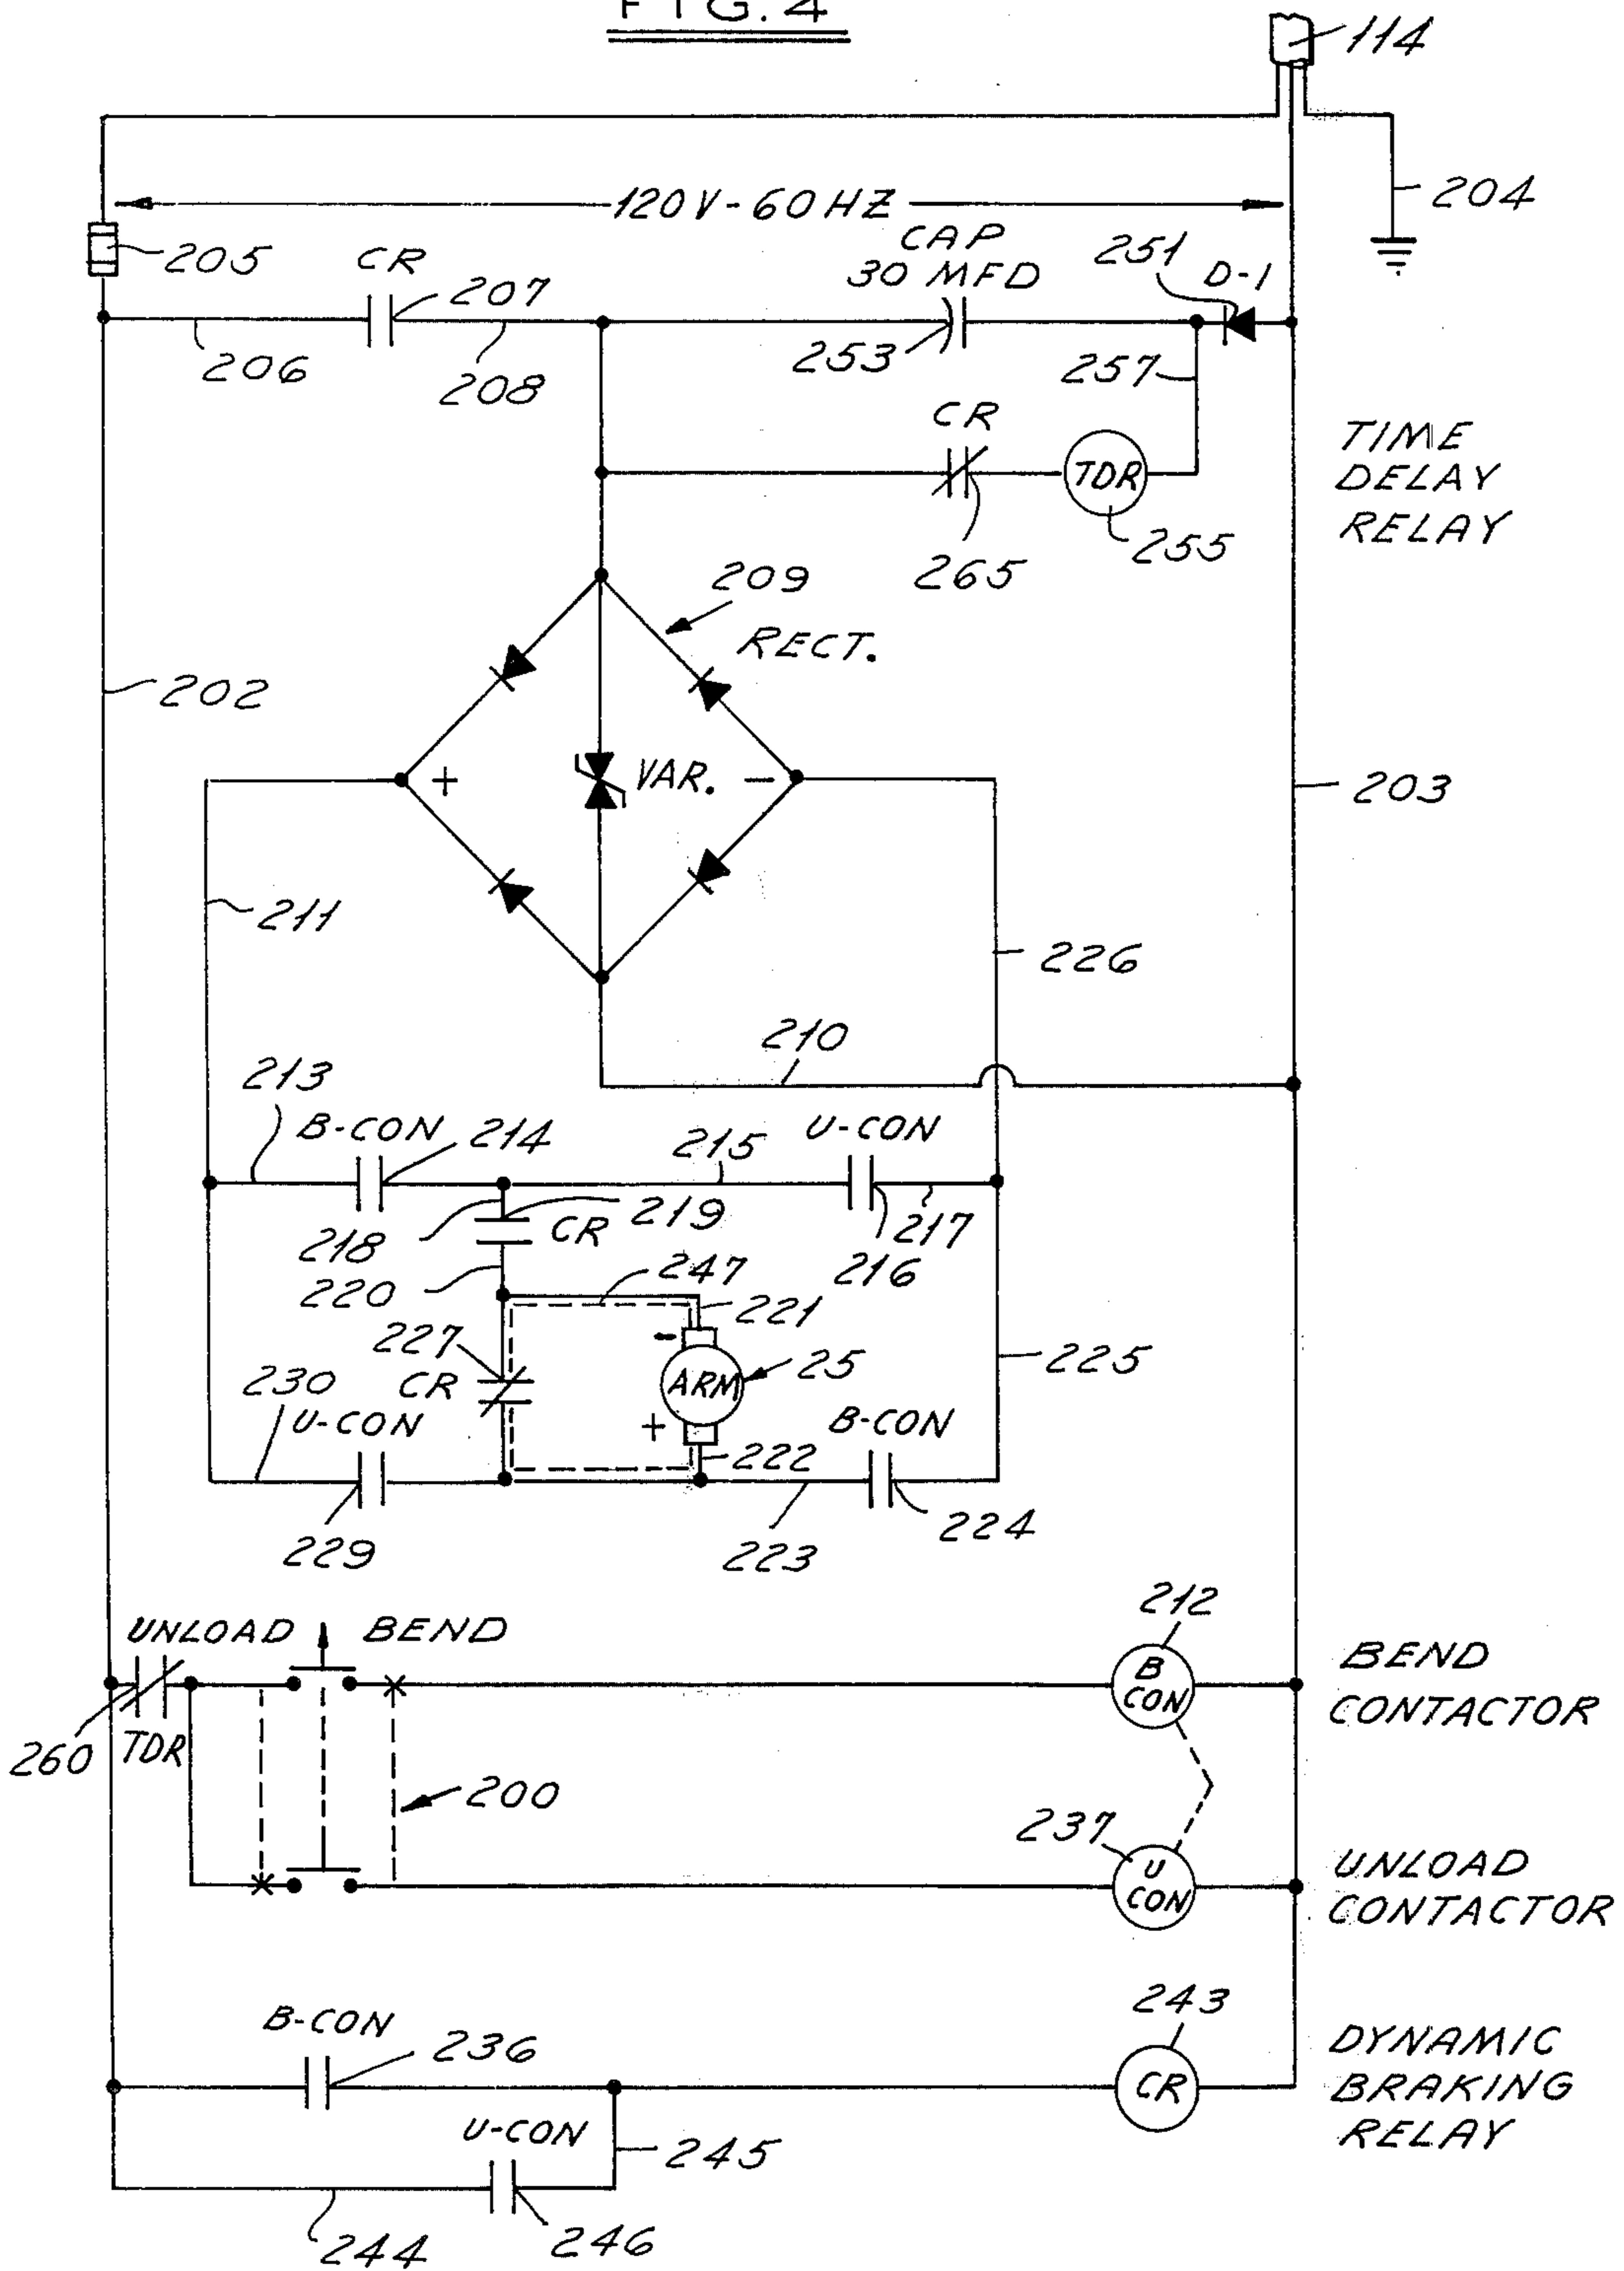 FIG. 4
114
120 V - 60 HZ
204
205
CR
207
CAP
30 MFD
251
D-1
206
208
253
257
CR
TIME
DELAY
RELAY
TDR
265
255
209
RECT.
202
+
VAR.
-
203
211
226
210
213
B-CON
214
215
U-CON
218
219
CR
217
216
220
247
221
227
-
25
CR
ARM
225
230
U-CON
+
B-CON
222
229
223
224
UNLOAD
BEND
212
B
CON
BEND
CONTACTOR
260
TDR
200
237
U
CON
UNLOAD
CONTACTOR
B-CON
236
243
CR
DYNAMIC
BRAKING
RELAY
U-CON
245
244
246